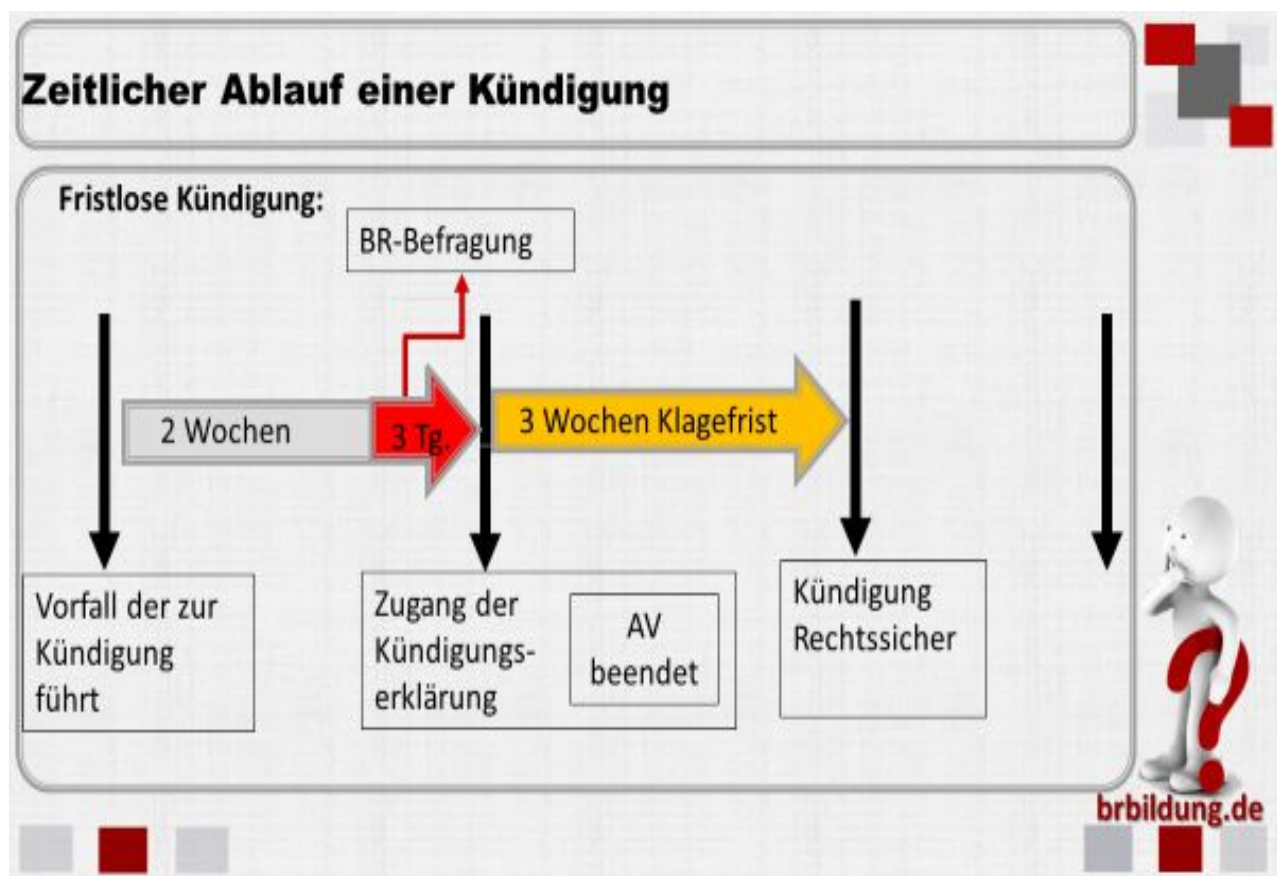 Zeitlicher Ablauf einer Kündigung
Fristlose Kündigung:
BR-Befragung
2 Wochen
3 Tg.
3 Wochen Klagefrist
Vorfall der zur
Kündigung
führt
Zugang der
Kündigungs-
erklärung
AV
beendet
Kündigung
Rechtssicher
brbildung.de